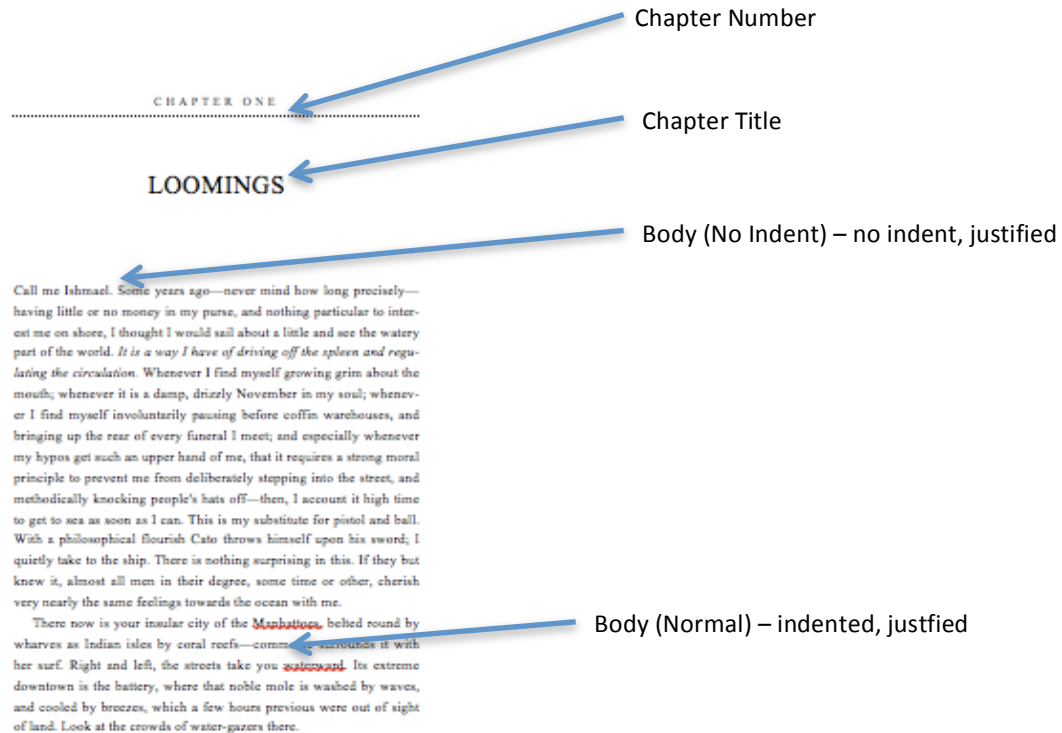 Chapter Number
CHAPTER ONE
Chapter Title
LOOMINGS
Body (No Indent) – no indent, justified
Call me Ishmael. Some years ago—never mind how long precisely—
having little or no money in my purse, and nothing particular to inter-
est me on shore, I thought I would sail about a little and see the watery
part of the world. It is a way I have of driving off the spleen and regu-
lating the circulation. Whenever I find myself growing grim about the
mouth; whenever it is a damp, drizzly November in my soul; whenev-
er I find myself involuntarily pausing before coffin warehouses, and
bringing up the rear of every funeral I meet; and especially whenever
my hypos get such an upper hand of me, that it requires a strong moral
principle to prevent me from deliberately stepping into the street, and
methodically knocking people's hats off—then, I account it high time
to get to sea as soon as I can. This is my substitute for pistol and ball.
With a philosophical flourish Cato throws himself upon his sword; I
quietly take to the ship. There is nothing surprising in this. If they but
knew it, almost all men in their degree, some time or other, cherish
very nearly the same feelings towards the ocean with me.
There now is your insular city of the Manhattoes, belted round by
Body (Normal) – indented, justfied
wharves as Indian isles by coral reefs—surrounds it with
her surf. Right and left, the streets take you waterward. Its extreme
downtown is the battery, where that noble mole is washed by waves,
and cooled by breezes, which a few hours previous were out of sight
of land. Look at the crowds of water-gazers there.